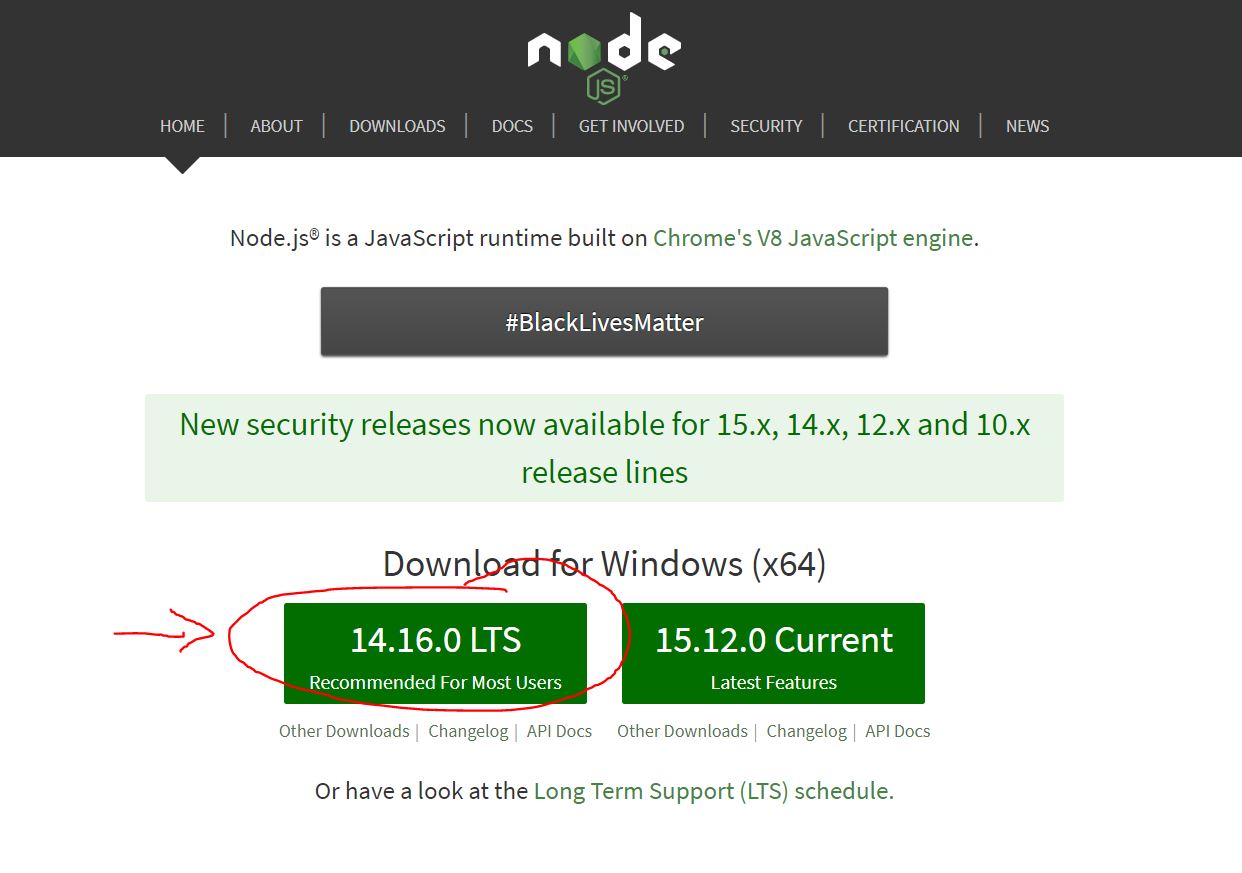 node
JS®
HOME | ABOUT | DOWNLOADS | DOCS | GET INVOLVED | SECURITY | CERTIFICATION | NEWS
Node.js® is a JavaScript runtime built on Chrome's V8 JavaScript engine.
#BlackLivesMatter
New security releases now available for 15.x, 14.x, 12.x and 10.x
release lines
Download for Windows (x64)
14.16.0 LTS
Recommended For Most Users
15.12.0 Current
Latest Features
Other Downloads | Changelog | API Docs
Other Downloads | Changelog | API Docs
Or have a look at the Long Term Support (LTS) schedule.